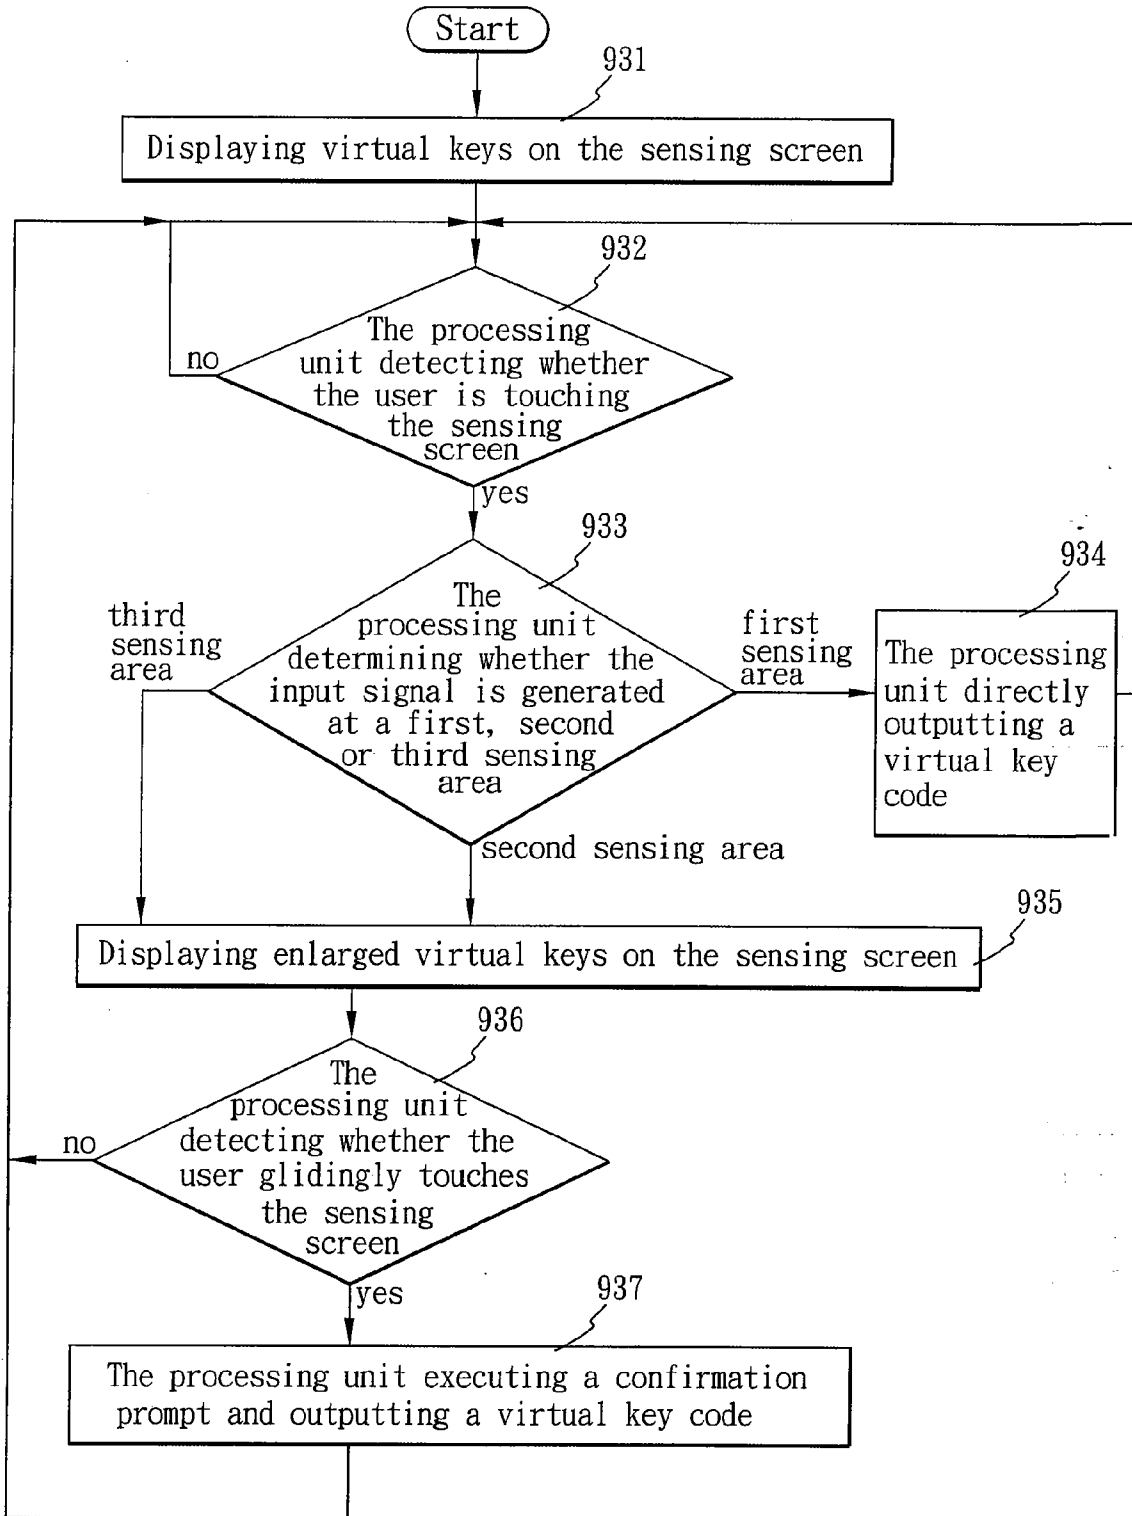 Start
931
Displaying virtual keys on the sensing screen
932
The processing
unit detecting whether
the user is touching
the sensing
screen
no
yes
933
The
processing unit
determining whether the
input signal is generated
at a first, second
or third sensing
area
third
sensing
area
first
sensing
area
934
The processing
unit directly
outputting a
virtual key
code
second sensing area
935
Displaying enlarged virtual keys on the sensing screen
936
The
processing unit
detecting whether the
user glidingly touches
the sensing
screen
no
yes
937
The processing unit executing a confirmation
prompt and outputting a virtual key code